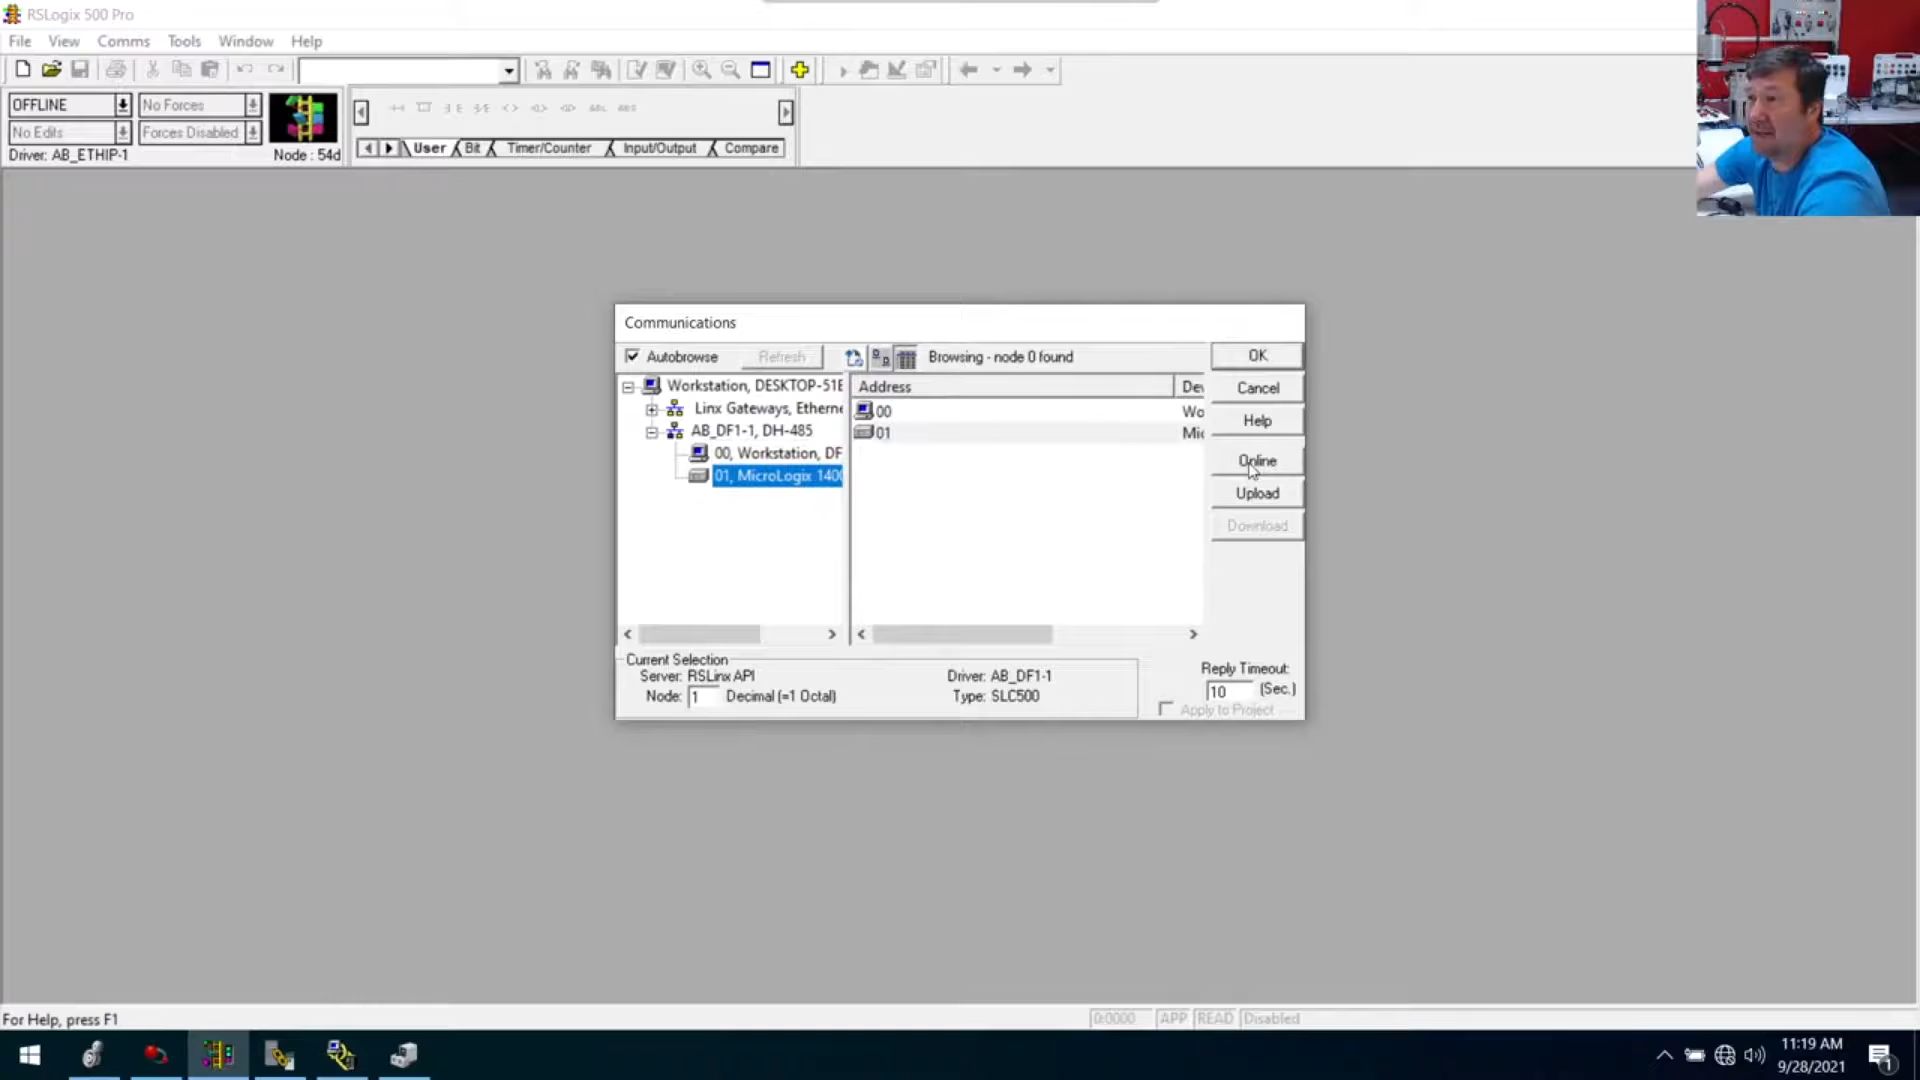 RSLogix 500 Pro
File View Comms Tools Window Help
OFFLINE No Forces
No Edits Forces Disabled
Driver: AB_ETHIP-1 Node : 54d
User Bit Timer/Counter Input/Output Compare
Communications
Autobrowse Refresh Browsing - node 0 found
OK
Cancel
Help
Online
Upload
Download
Workstation, DESKTOP-51E
Linx Gateways, Etherne
AB_DF1-1, DH-485
00, Workstation, DF
01, MicroLogix 140
Address Dev
00 Wo
01 Mic
Current Selection
Server: RSLinx API Driver: AB_DF1-1
Node: 1 Decimal (=1 Octal) Type: SLC500
Reply Timeout:
10 (Sec.)
Apply to Project
For Help, press F1
0:0000 APP READ Disabled
11:19 AM
9/28/2021
1